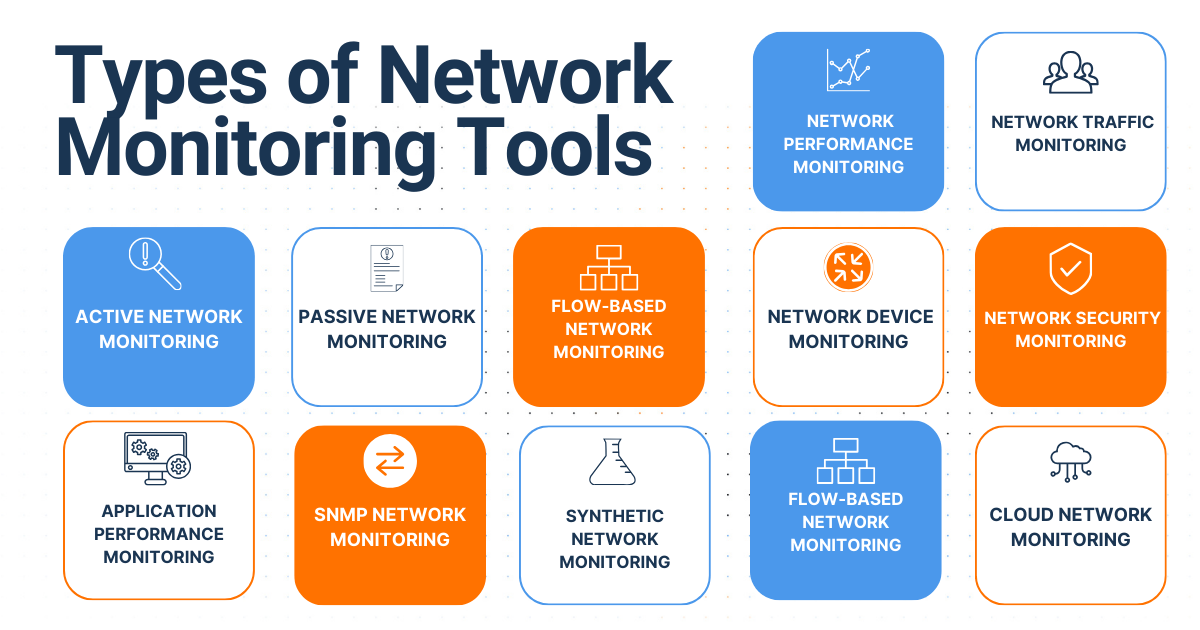 Types of Network
Monitoring Tools
NETWORK
PERFORMANCE
MONITORING
NETWORK TRAFFIC
MONITORING
ACTIVE NETWORK
MONITORING
PASSIVE NETWORK
MONITORING
FLOW-BASED
NETWORK
MONITORING
NETWORK DEVICE
MONITORING
NETWORK SECURITY
MONITORING
APPLICATION
PERFORMANCE
MONITORING
SNMP NETWORK
MONITORING
SYNTHETIC
NETWORK
MONITORING
FLOW-BASED
NETWORK
MONITORING
CLOUD NETWORK
MONITORING